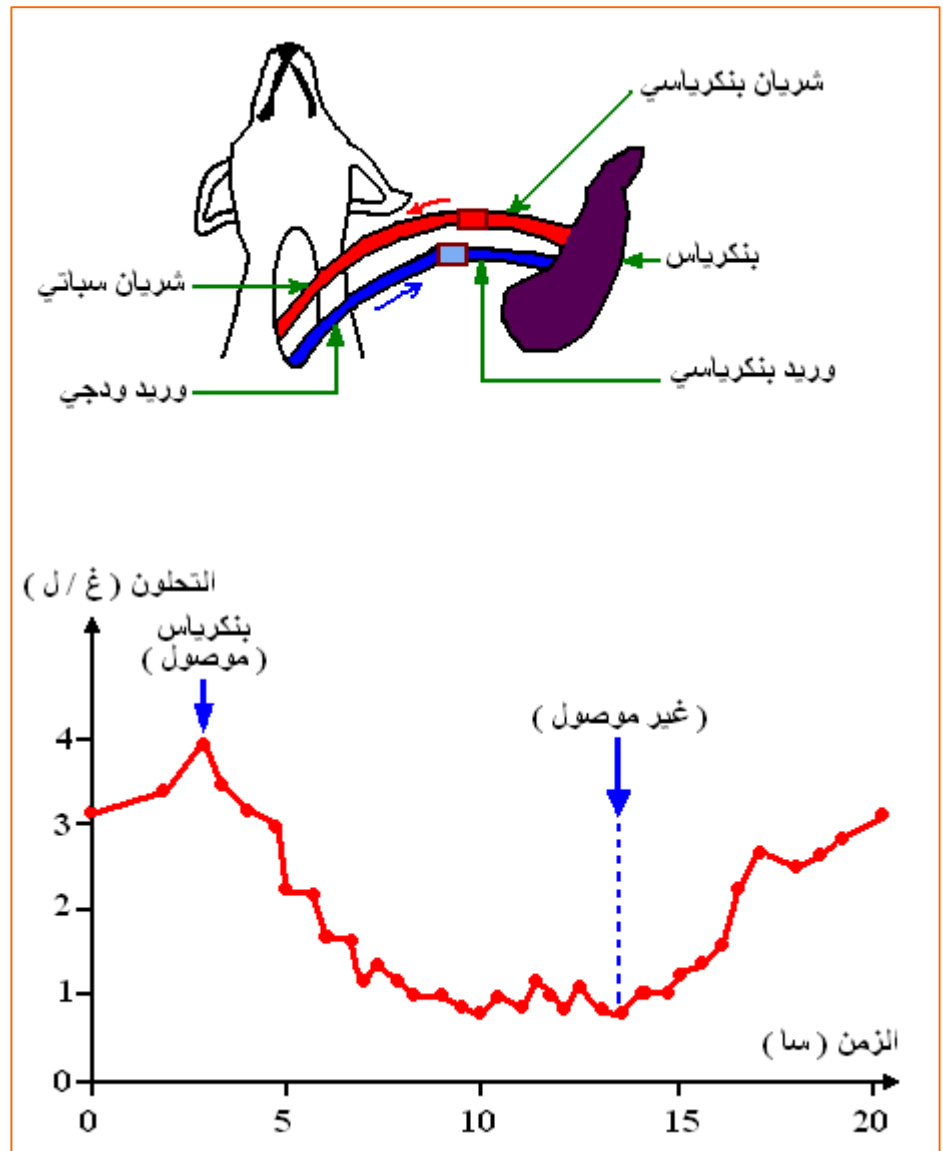 شريان بنكرياسي
بنكرياس
شريان سباتي
وريد بنكرياسي
وريد ودجي
التحلون ( غ / ل )
بنكرياس
( موصول )
( غير موصول )
4
3
2
1
0
الزمن ( سا )
0 5 10 15 20